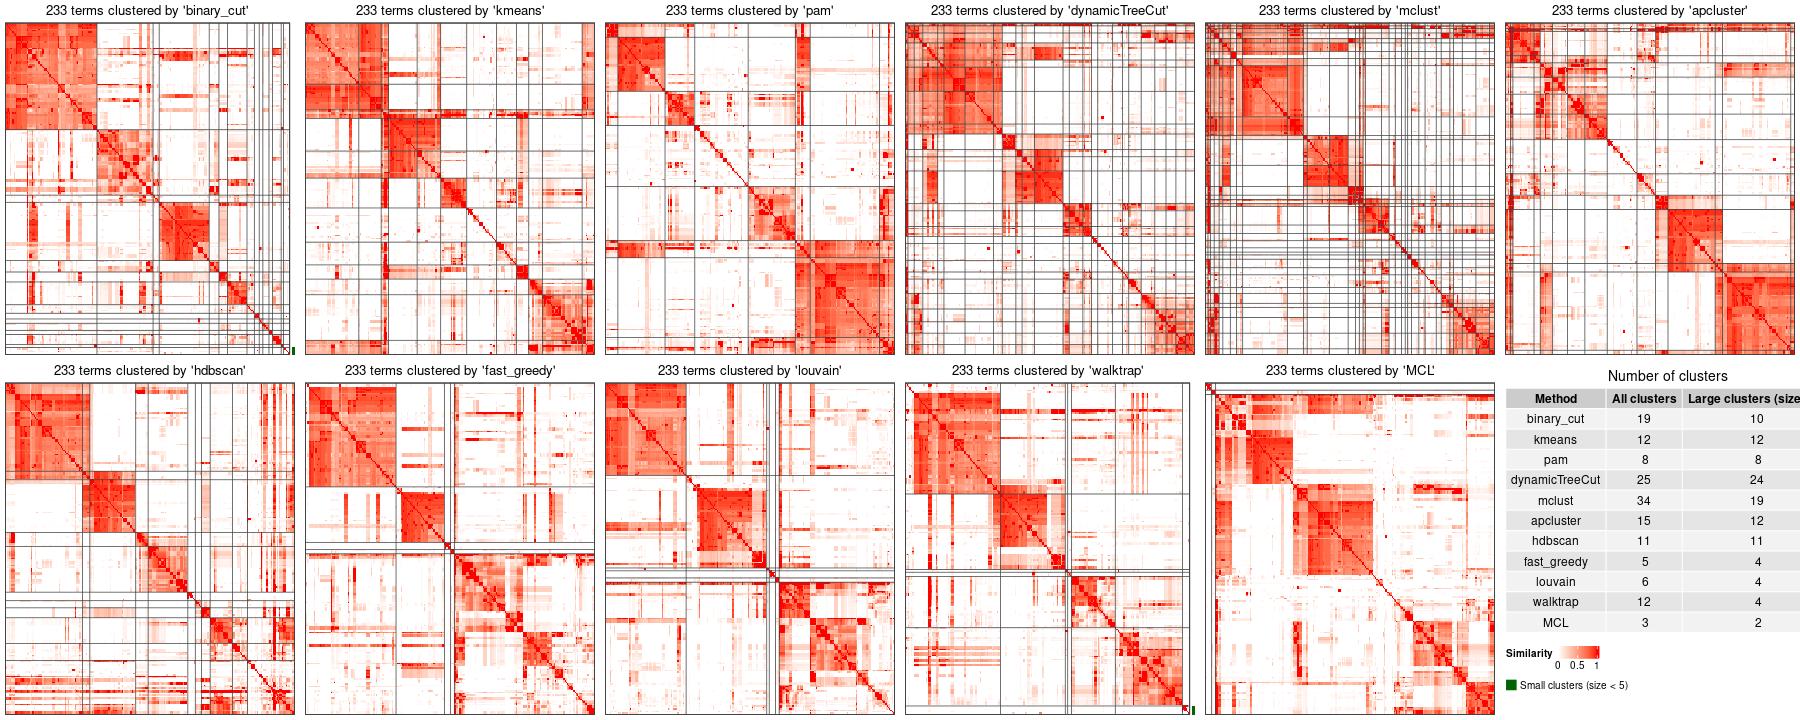 233 terms clustered by 'binary_cut'
233 terms clustered by 'kmeans'
233 terms clustered by 'pam'
233 terms clustered by 'dynamicTreeCut'
233 terms clustered by 'mclust'
233 terms clustered by 'apcluster'
233 terms clustered by 'hdbscan'
233 terms clustered by 'fast_greedy'
233 terms clustered by 'louvain'
233 terms clustered by 'walktrap'
233 terms clustered by 'MCL'
Number of clusters
Method All clusters Large clusters (size
binary_cut 19 10
kmeans 12 12
pam 8 8
dynamicTreeCut 25 24
mclust 34 19
apcluster 15 12
hdbscan 11 11
fast_greedy 5 4
louvain 6 4
walktrap 12 4
MCL 3 2
Similarity
0 0.5 1
Small clusters (size < 5)